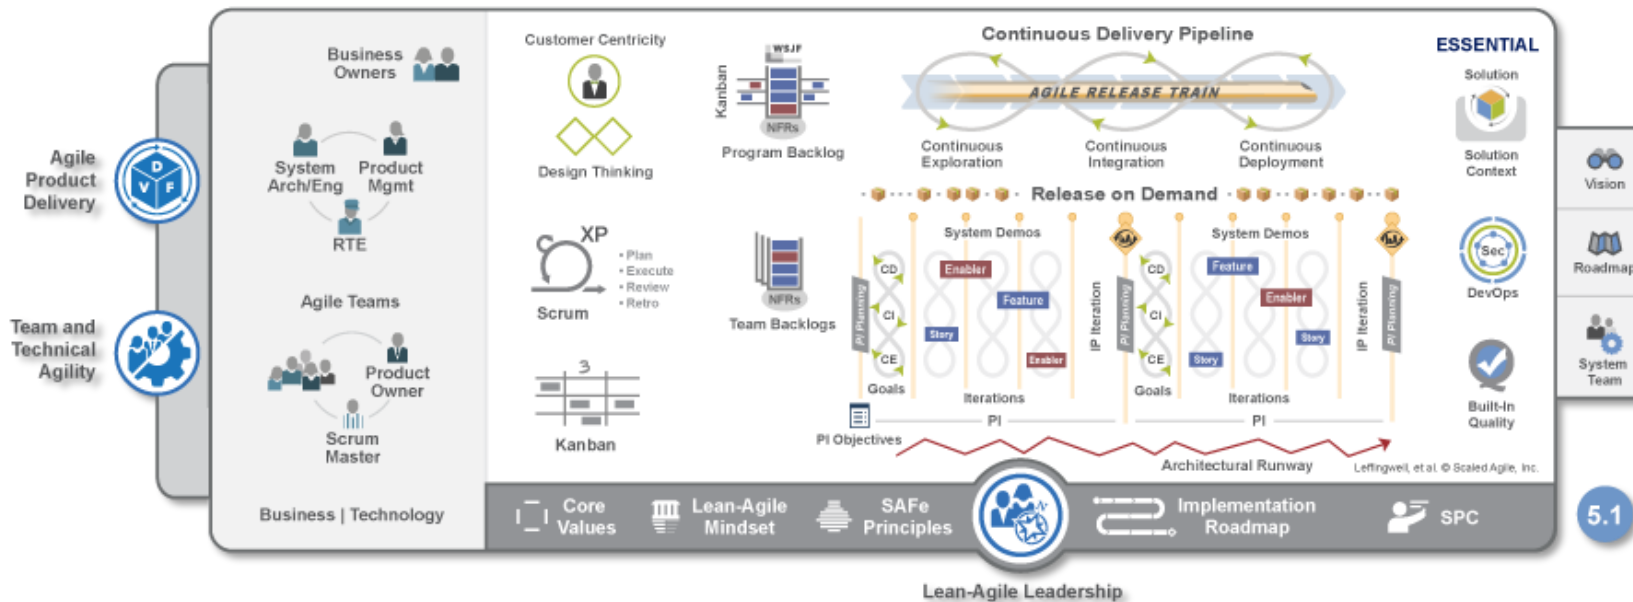 Agile
Product
Delivery
D
V F
Team and
Technical
Agility
Business
Owners
System
Arch/Eng
Product
Mgmt
RTE
Agile Teams
Product
Owner
Scrum
Master
Business | Technology
Customer Centricity
Design Thinking
XP
• Plan
• Execute
• Review
• Retro
Scrum
3
Kanban
WSJF
Kanban
NFRs
Program Backlog
NFRs
Team Backlogs
Continuous Delivery Pipeline
AGILE RELEASE TRAIN
Continuous
Exploration
Continuous
Integration
Continuous
Deployment
Release on Demand
System Demos
System Demos
PI Planning
CD
CI
CE
Goals
Enabler
Feature
Story
Enabler
Iterations
IP Iteration
PI Planning
CD
CI
CE
Goals
Feature
Enabler
Story
Story
Iterations
IP Iteration
PI Planning
PI
PI
PI Objectives
Architectural Runway
Leffingwell, et al. © Scaled Agile, Inc.
ESSENTIAL
Solution
Solution
Context
Sec
DevOps
Built-In
Quality
Vision
Roadmap
System
Team
Core
Values
Lean-Agile
Mindset
SAFe
Principles
N
Implementation
Roadmap
SPC
5.1
Lean-Agile Leadership